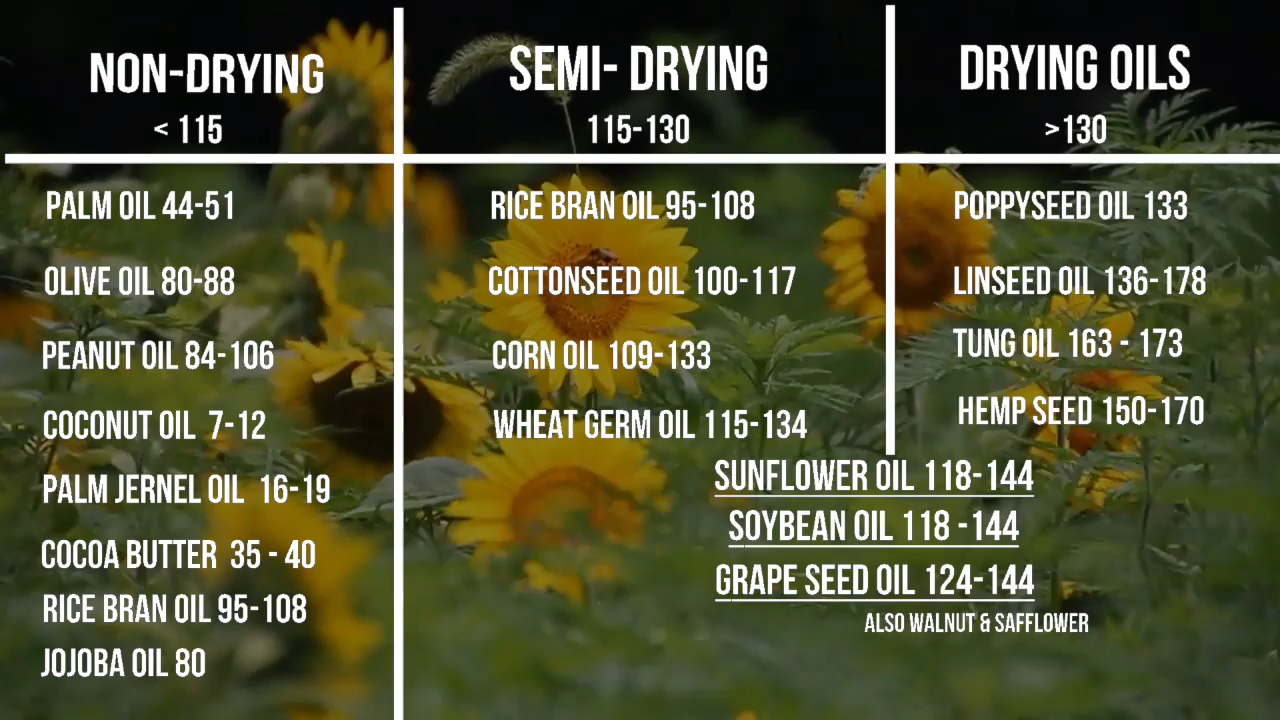 NON-DRYING
< 115
PALM OIL 44-51
OLIVE OIL 80-88
PEANUT OIL 84-106
COCONUT OIL 7-12
PALM JERNEL OIL 16-19
COCOA BUTTER 35 - 40
RICE BRAN OIL 95-108
JOJOBA OIL 80
SEMI- DRYING
115-130
RICE BRAN OIL 95-108
COTTONSEED OIL 100-117
CORN OIL 109-133
WHEAT GERM OIL 115-134
DRYING OILS
>130
POPPYSEED OIL 133
LINSEED OIL 136-178
TUNG OIL 163 - 173
HEMP SEED 150-170
SUNFLOWER OIL 118-144
SOYBEAN OIL 118 -144
GRAPE SEED OIL 124-144
ALSO WALNUT & SAFFLOWER